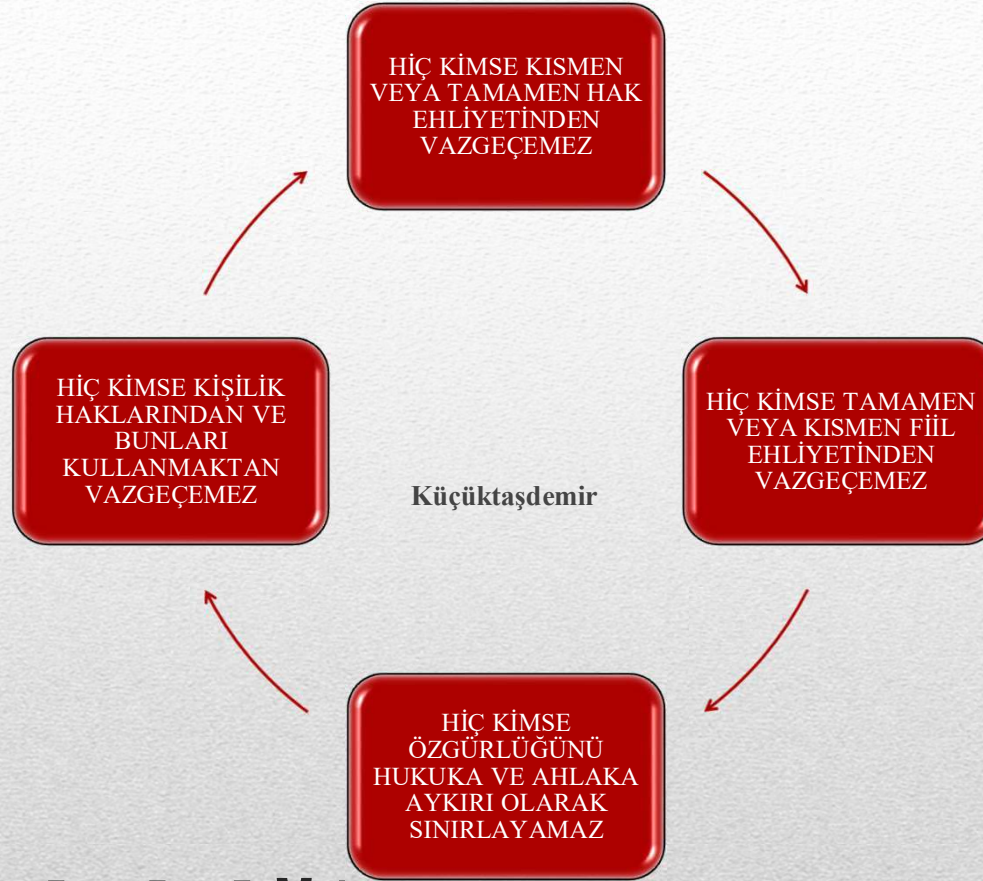 HİÇ KİMSE KISMEN
VEYA TAMAMEN HAK
EHLİYETİNDEN
VAZGEÇEMEZ
HİÇ KİMSE TAMAMEN
VEYA KISMEN FİİL
EHLİYETİNDEN
VAZGEÇEMEZ
HİÇ KİMSE
ÖZGÜRLÜĞÜNÜ
HUKUKA VE AHLAKA
AYKIRI OLARAK
SINIRLAYAMAZ
HİÇ KİMSE KİŞİLİK
HAKLARINDAN VE
BUNLARI
KULLANMAKTAN
VAZGEÇEMEZ
Küçüktaşdemir